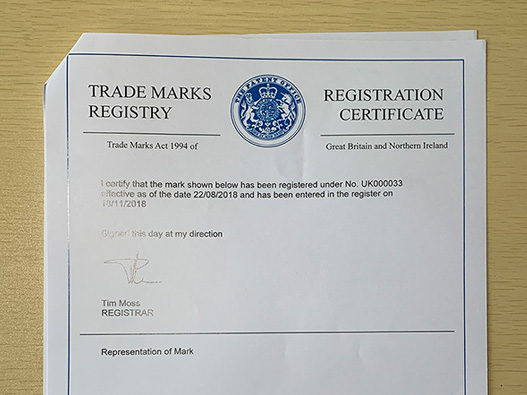 TRADE MARKS
REGISTRY
THE PATENT OFFICE
REGISTRATION
CERTIFICATE
Trade Marks Act 1994 of
Great Britain and Northern Ireland
I certify that the mark shown below has been registered under No. UK000033
effective as of the date 22/08/2018 and has been entered in the register on
10/11/2018
Signed this day at my direction
Tim Moss
REGISTRAR
Representation of Mark